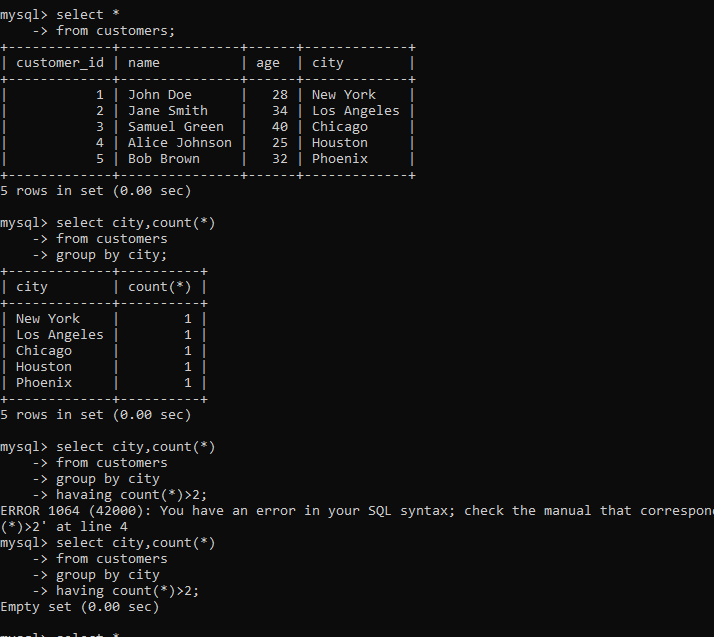 mysql> select *
    -> from customers;
+-------------+---------------+------+-------------+
| customer_id | name          | age  | city        |
+-------------+---------------+------+-------------+
|           1 | John Doe      |   28 | New York    |
|           2 | Jane Smith    |   34 | Los Angeles |
|           3 | Samuel Green  |   40 | Chicago     |
|           4 | Alice Johnson |   25 | Houston     |
|           5 | Bob Brown     |   32 | Phoenix     |
+-------------+---------------+------+-------------+
5 rows in set (0.00 sec)

mysql> select city,count(*)
    -> from customers
    -> group by city;
+-------------+----------+
| city        | count(*) |
+-------------+----------+
| New York    |        1 |
| Los Angeles |        1 |
| Chicago     |        1 |
| Houston     |        1 |
| Phoenix     |        1 |
+-------------+----------+
5 rows in set (0.00 sec)

mysql> select city,count(*)
    -> from customers
    -> group by city
    -> havaing count(*)>2;
ERROR 1064 (42000): You have an error in your SQL syntax; check the manual that correspon
(*)>2' at line 4
mysql> select city,count(*)
    -> from customers
    -> group by city
    -> having count(*)>2;
Empty set (0.00 sec)

mysql> select *